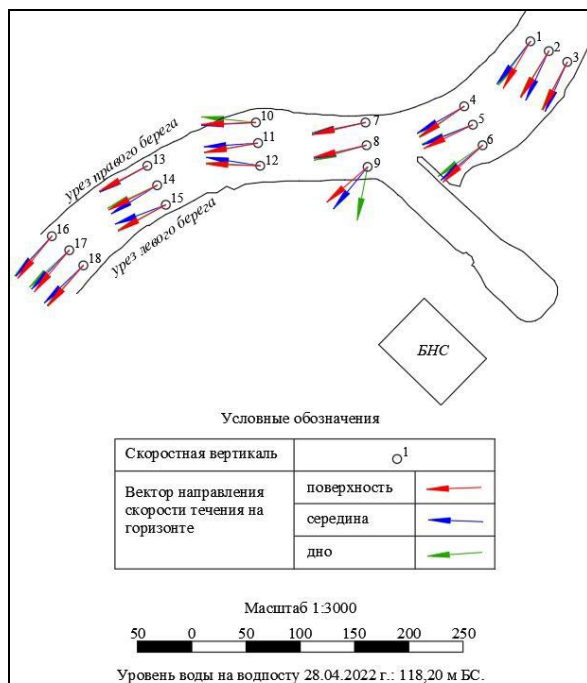 1
2
3
4
5
6
7
8
9
10
11
12
13
14
15
16
17
18
урез правого берега
урез левого берега
БНС
Условные обозначения
Скоростная вертикаль
1
Вектор направления
скорости течения на
горизонте
поверхность
середина
дно
Масштаб 1:3000
50 0 50 100 150 200 250
Уровень воды на водпосту 28.04.2022 г.: 118,20 м БС.